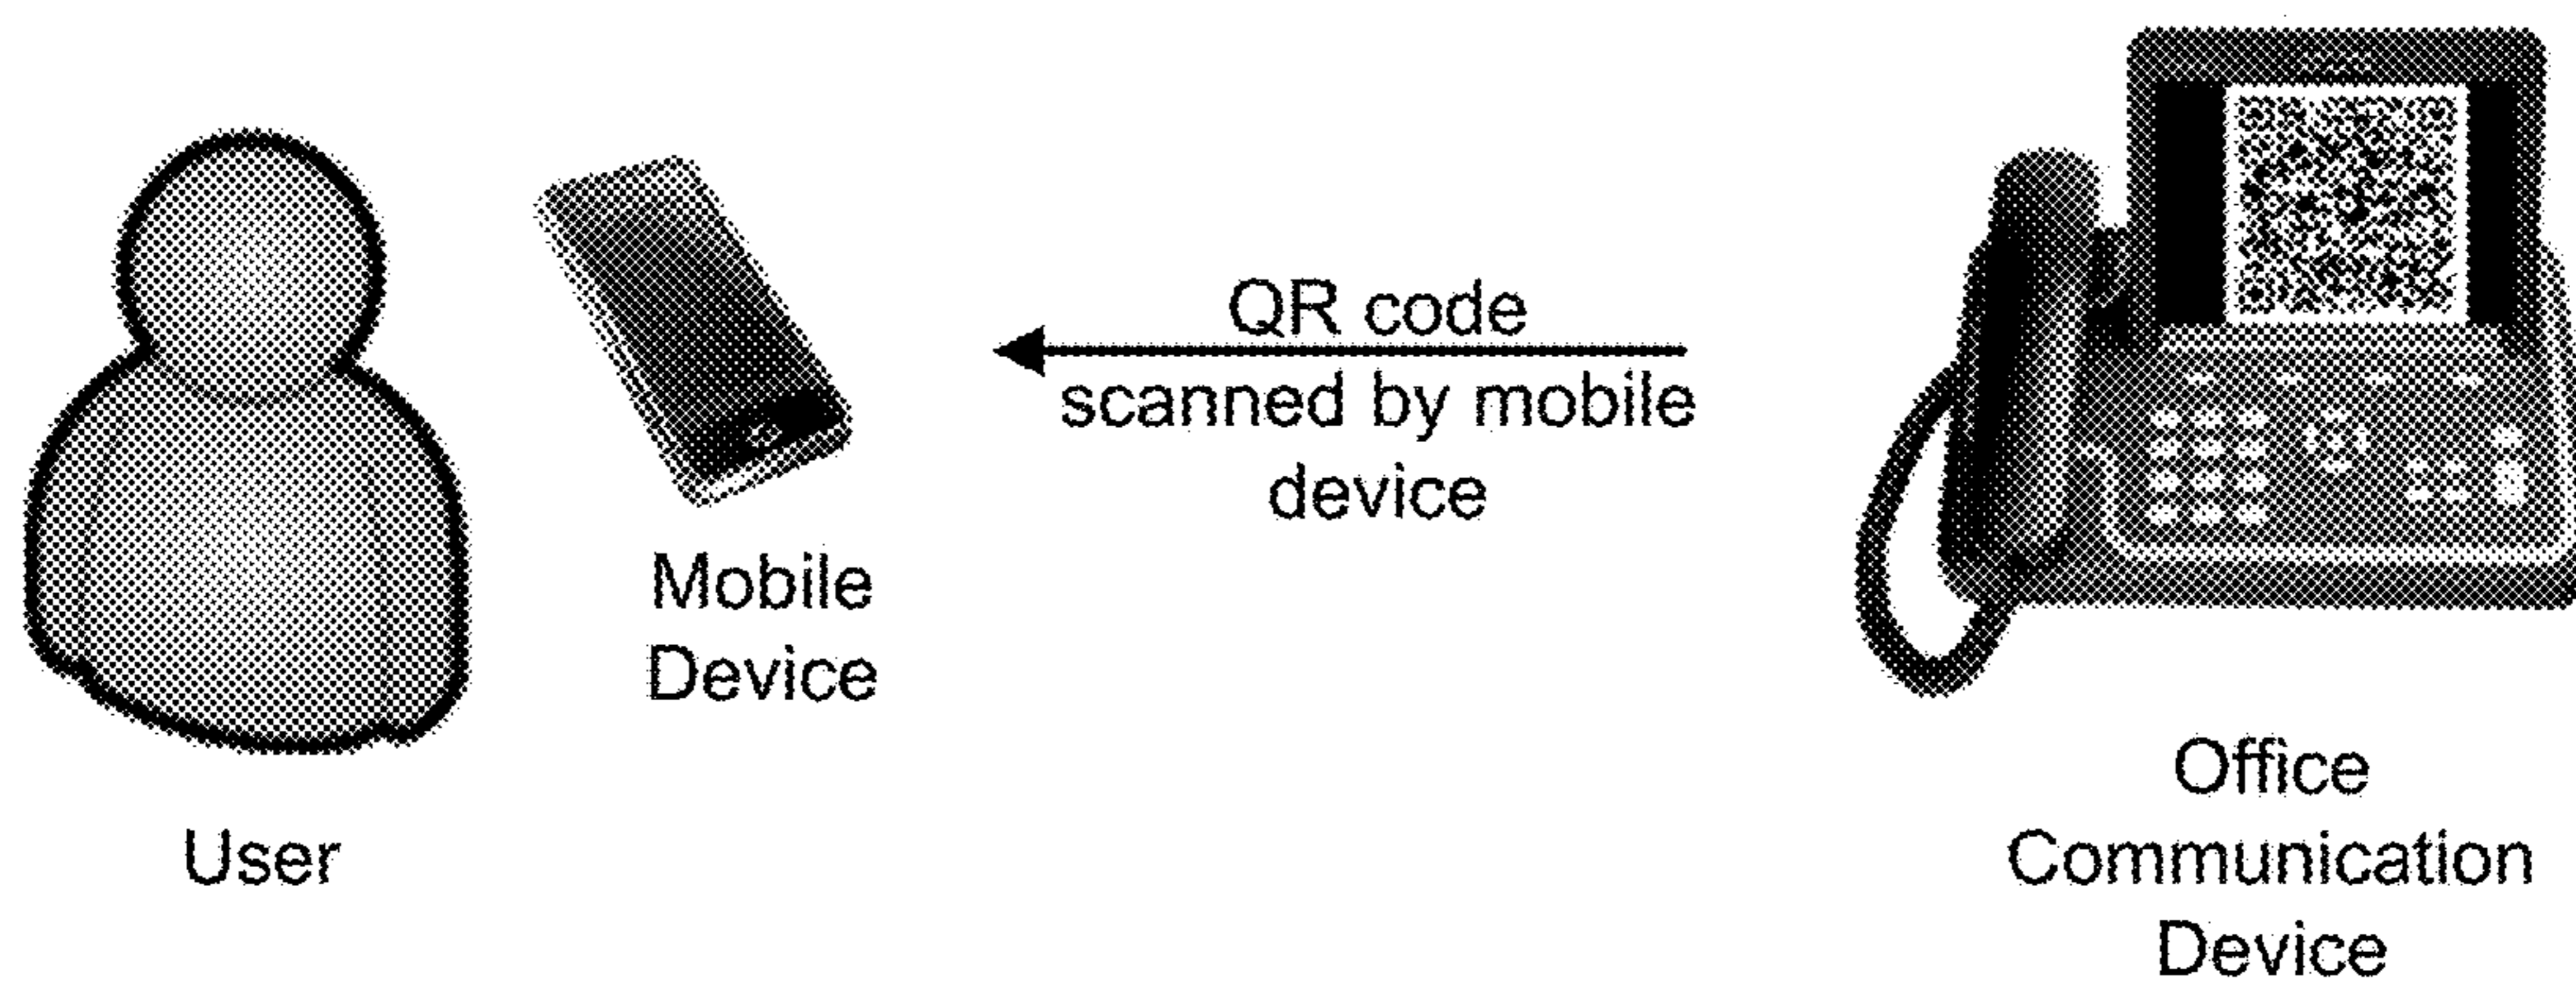 QR code
scanned by mobile
device
Mobile
Device
User
Office
Communication
Device